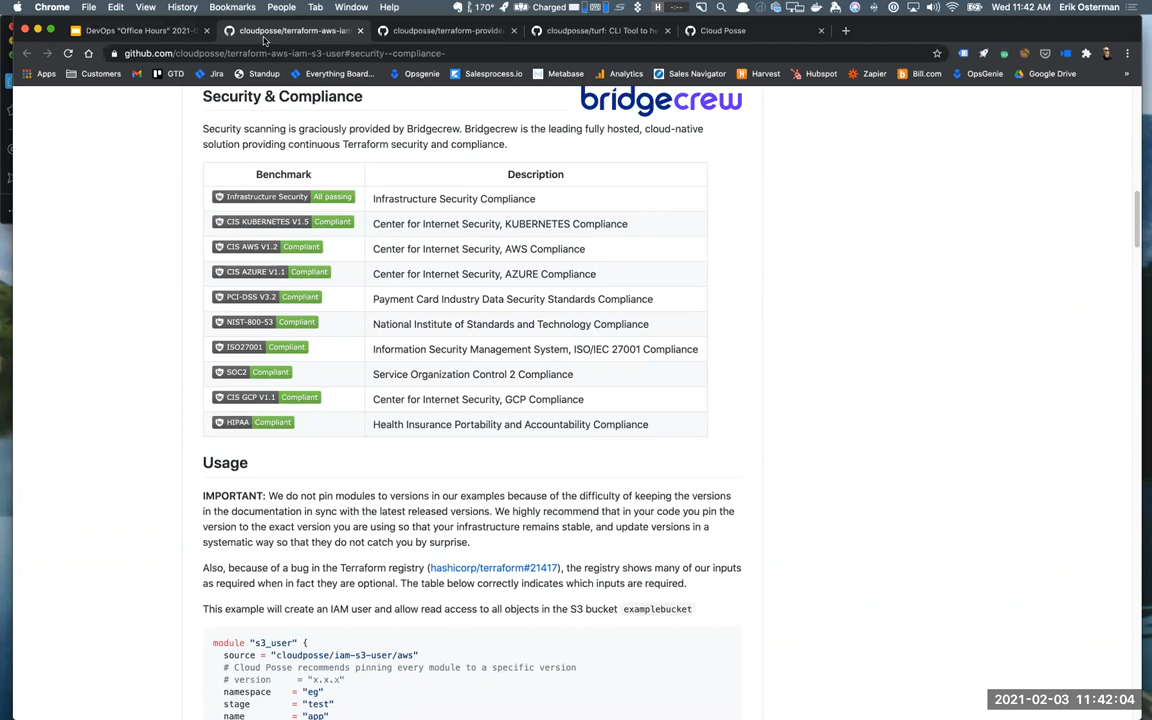 Chrome File Edit View History Bookmarks People Tab Window Help 170° Charged H Wed 11:42 AM Erik Osterman
DevOps "Office Hours" 2021- cloudposse/terraform-aws-iam- cloudposse/terraform-provide cloudposse/turf: CLI Tool to he Cloud Posse
github.com/cloudposse/terraform-aws-iam-s3-user#security--compliance-
Apps Customers GTD Jira Standup Everything Board... Opsgenie Salesprocess.io Metabase Analytics Sales Navigator Harvest Hubspot Zapier Bill.com OpsGenie Google Drive »
Security & Compliance
bridgecrew
Security scanning is graciously provided by Bridgecrew. Bridgecrew is the leading fully hosted, cloud-native
solution providing continuous Terraform security and compliance.
Benchmark Description
Infrastructure Security All passing Infrastructure Security Compliance
CIS KUBERNETES V1.5 Compliant Center for Internet Security, KUBERNETES Compliance
CIS AWS V1.2 Compliant Center for Internet Security, AWS Compliance
CIS AZURE V1.1 Compliant Center for Internet Security, AZURE Compliance
PCI-DSS V3.2 Compliant Payment Card Industry Data Security Standards Compliance
NIST-800-53 Compliant National Institute of Standards and Technology Compliance
ISO27001 Compliant Information Security Management System, ISO/IEC 27001 Compliance
SOC2 Compliant Service Organization Control 2 Compliance
CIS GCP V1.1 Compliant Center for Internet Security, GCP Compliance
HIPAA Compliant Health Insurance Portability and Accountability Compliance
Usage
IMPORTANT: We do not pin modules to versions in our examples because of the difficulty of keeping the versions
in the documentation in sync with the latest released versions. We highly recommend that in your code you pin the
version to the exact version you are using so that your infrastructure remains stable, and update versions in a
systematic way so that they do not catch you by surprise.
Also, because of a bug in the Terraform registry (hashicorp/terraform#21417), the registry shows many of our inputs
as required when in fact they are optional. The table below correctly indicates which inputs are required.
This example will create an IAM user and allow read access to all objects in the S3 bucket examplebucket
module "s3_user" {
source = "cloudposse/iam-s3-user/aws"
# Cloud Posse recommends pinning every module to a specific version
# version = "x.x.x"
namespace = "eg"
stage = "test"
name = "app"
2021-02-03 11:42:04